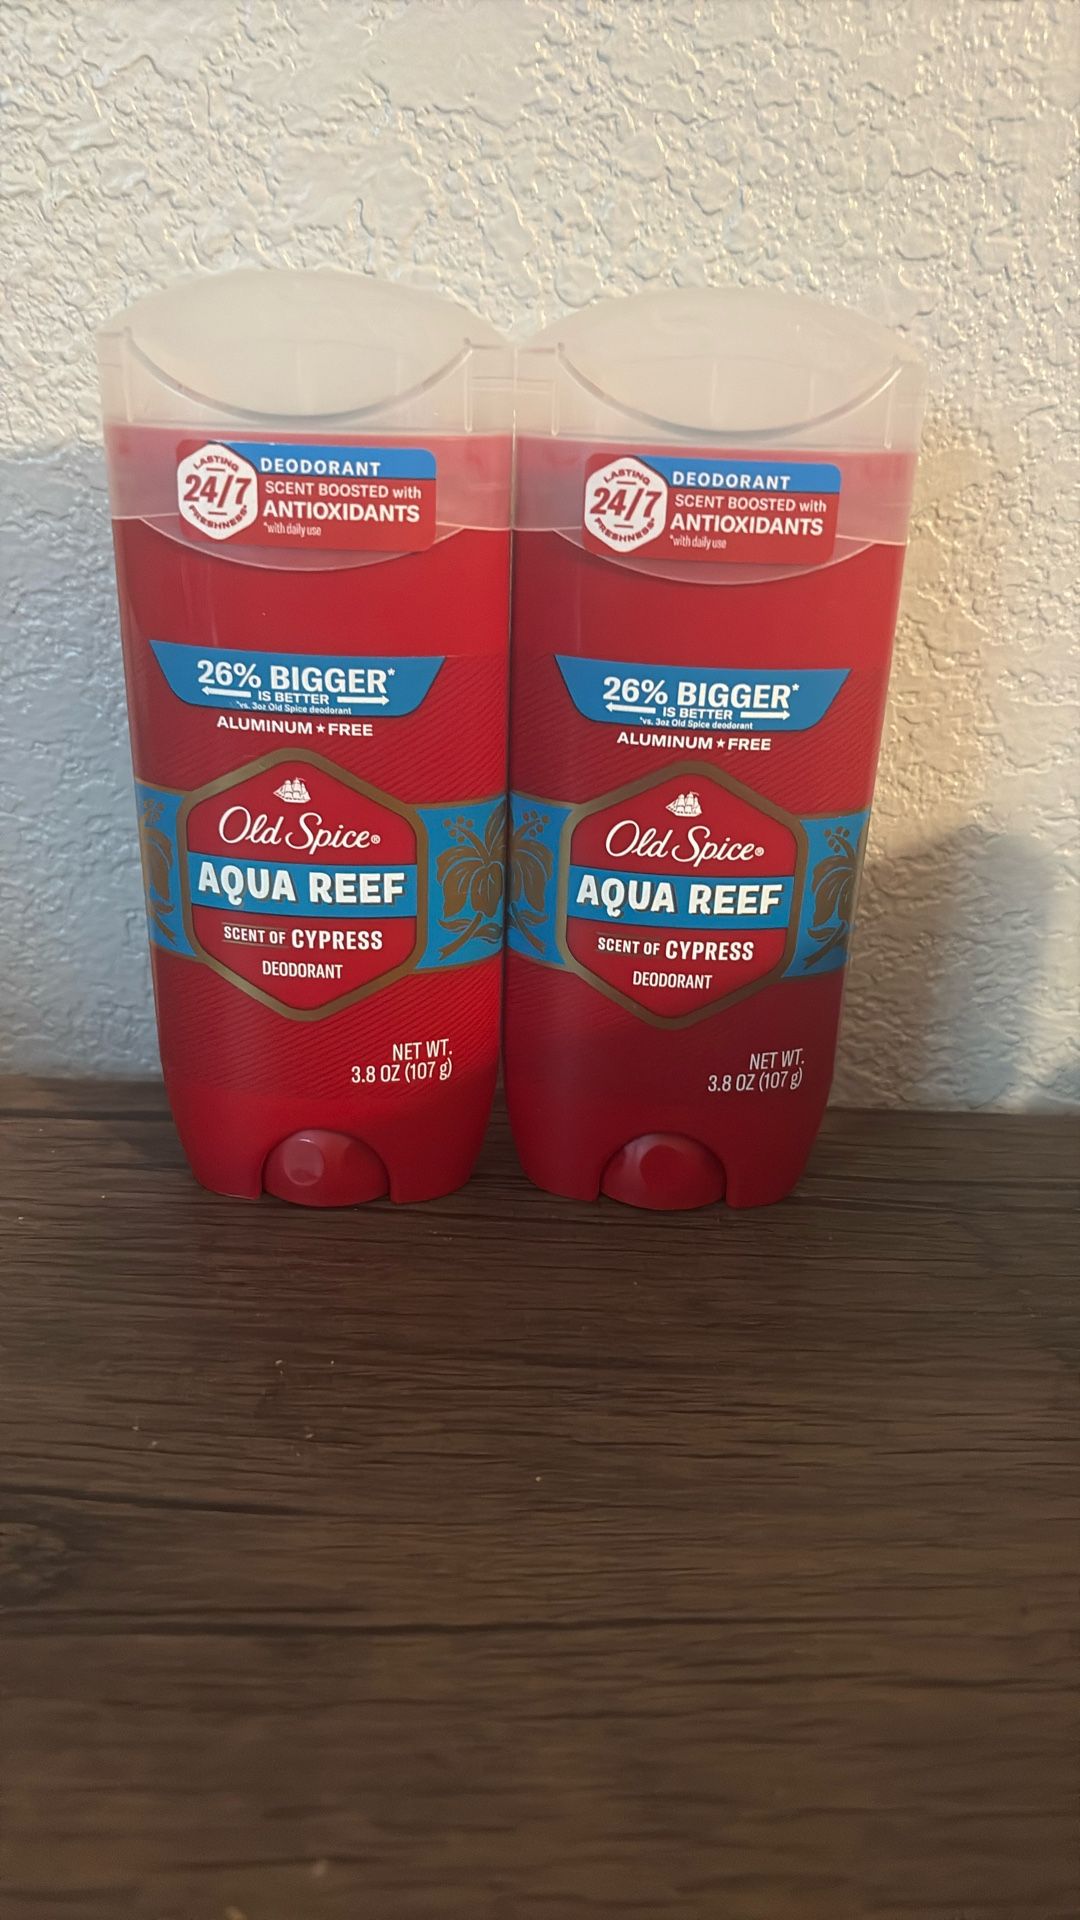 LASTING
24/7
FRESHNESS*
DEODORANT
SCENT BOOSTED with
ANTIOXIDANTS
*with daily use
26% BIGGER*
IS BETTER
*vs. 3oz Old Spice deodorant
ALUMINUM★FREE
Old Spice®
AQUA REEF
SCENT OF CYPRESS
DEODORANT
NET WT.
3.8 OZ (107 g)
LASTING
24/7
FRESHNESS*
DEODORANT
SCENT BOOSTED with
ANTIOXIDANTS
*with daily use
26% BIGGER*
IS BETTER
*vs. 3oz Old Spice deodorant
ALUMINUM★FREE
Old Spice®
AQUA REEF
SCENT OF CYPRESS
DEODORANT
NET WT.
3.8 OZ (107 g)